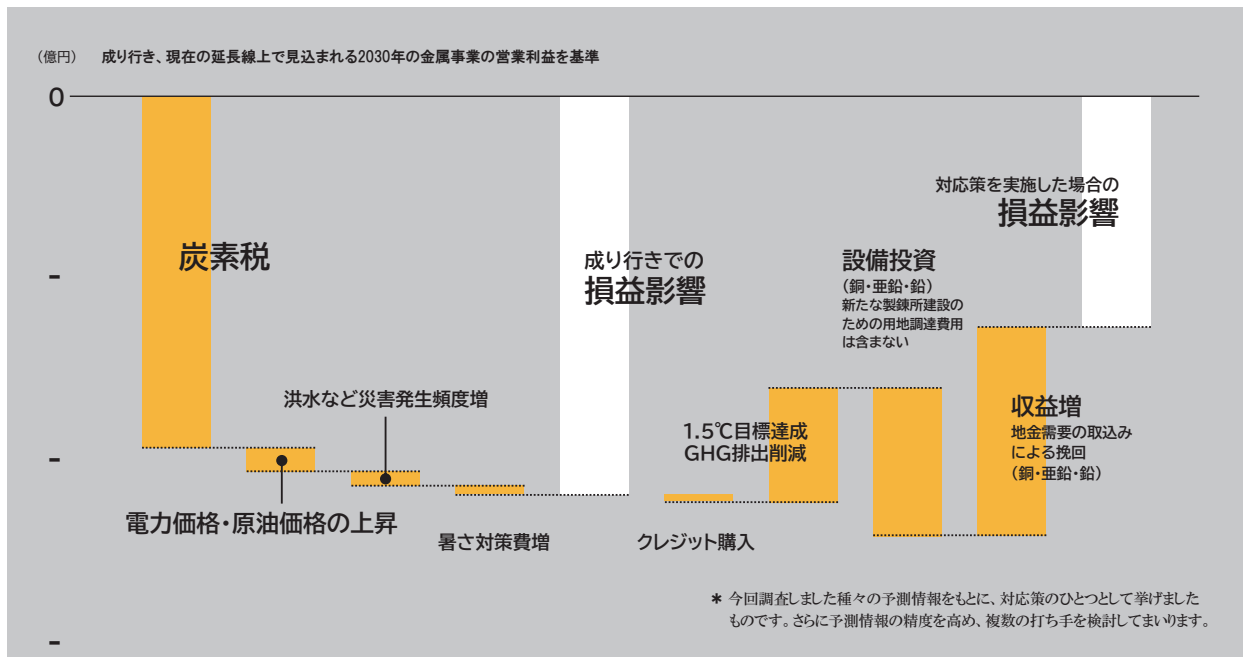 （億円） 成り行き、現在の延長線上で見込まれる2030年の金属事業の営業利益を基準
0
炭素税
洪水など災害発生頻度増
電力価格・原油価格の上昇
暑さ対策費増
成り行きでの
損益影響
1.5℃目標達成
GHG排出削減
クレジット購入
設備投資
（銅・亜鉛・鉛）
新たな製錬所建設の
ための用地調達費用
は含まない
対応策を実施した場合の
損益影響
収益増
地金需要の取込み
による挽回
（銅・亜鉛・鉛）
-
-
-
* 今回調査しました種々の予測情報をもとに、対応策のひとつとして挙げました
ものです。さらに予測情報の精度を高め、複数の打ち手を検討してまいります。